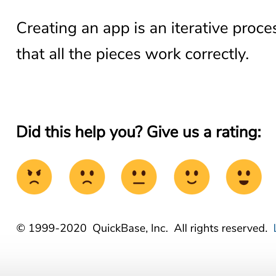 Creating an app is an iterative
that all the pieces work correctly.
Did this help you? Give us a rating:
© 1999-2020 QuickBase, Inc. All rights reserved.